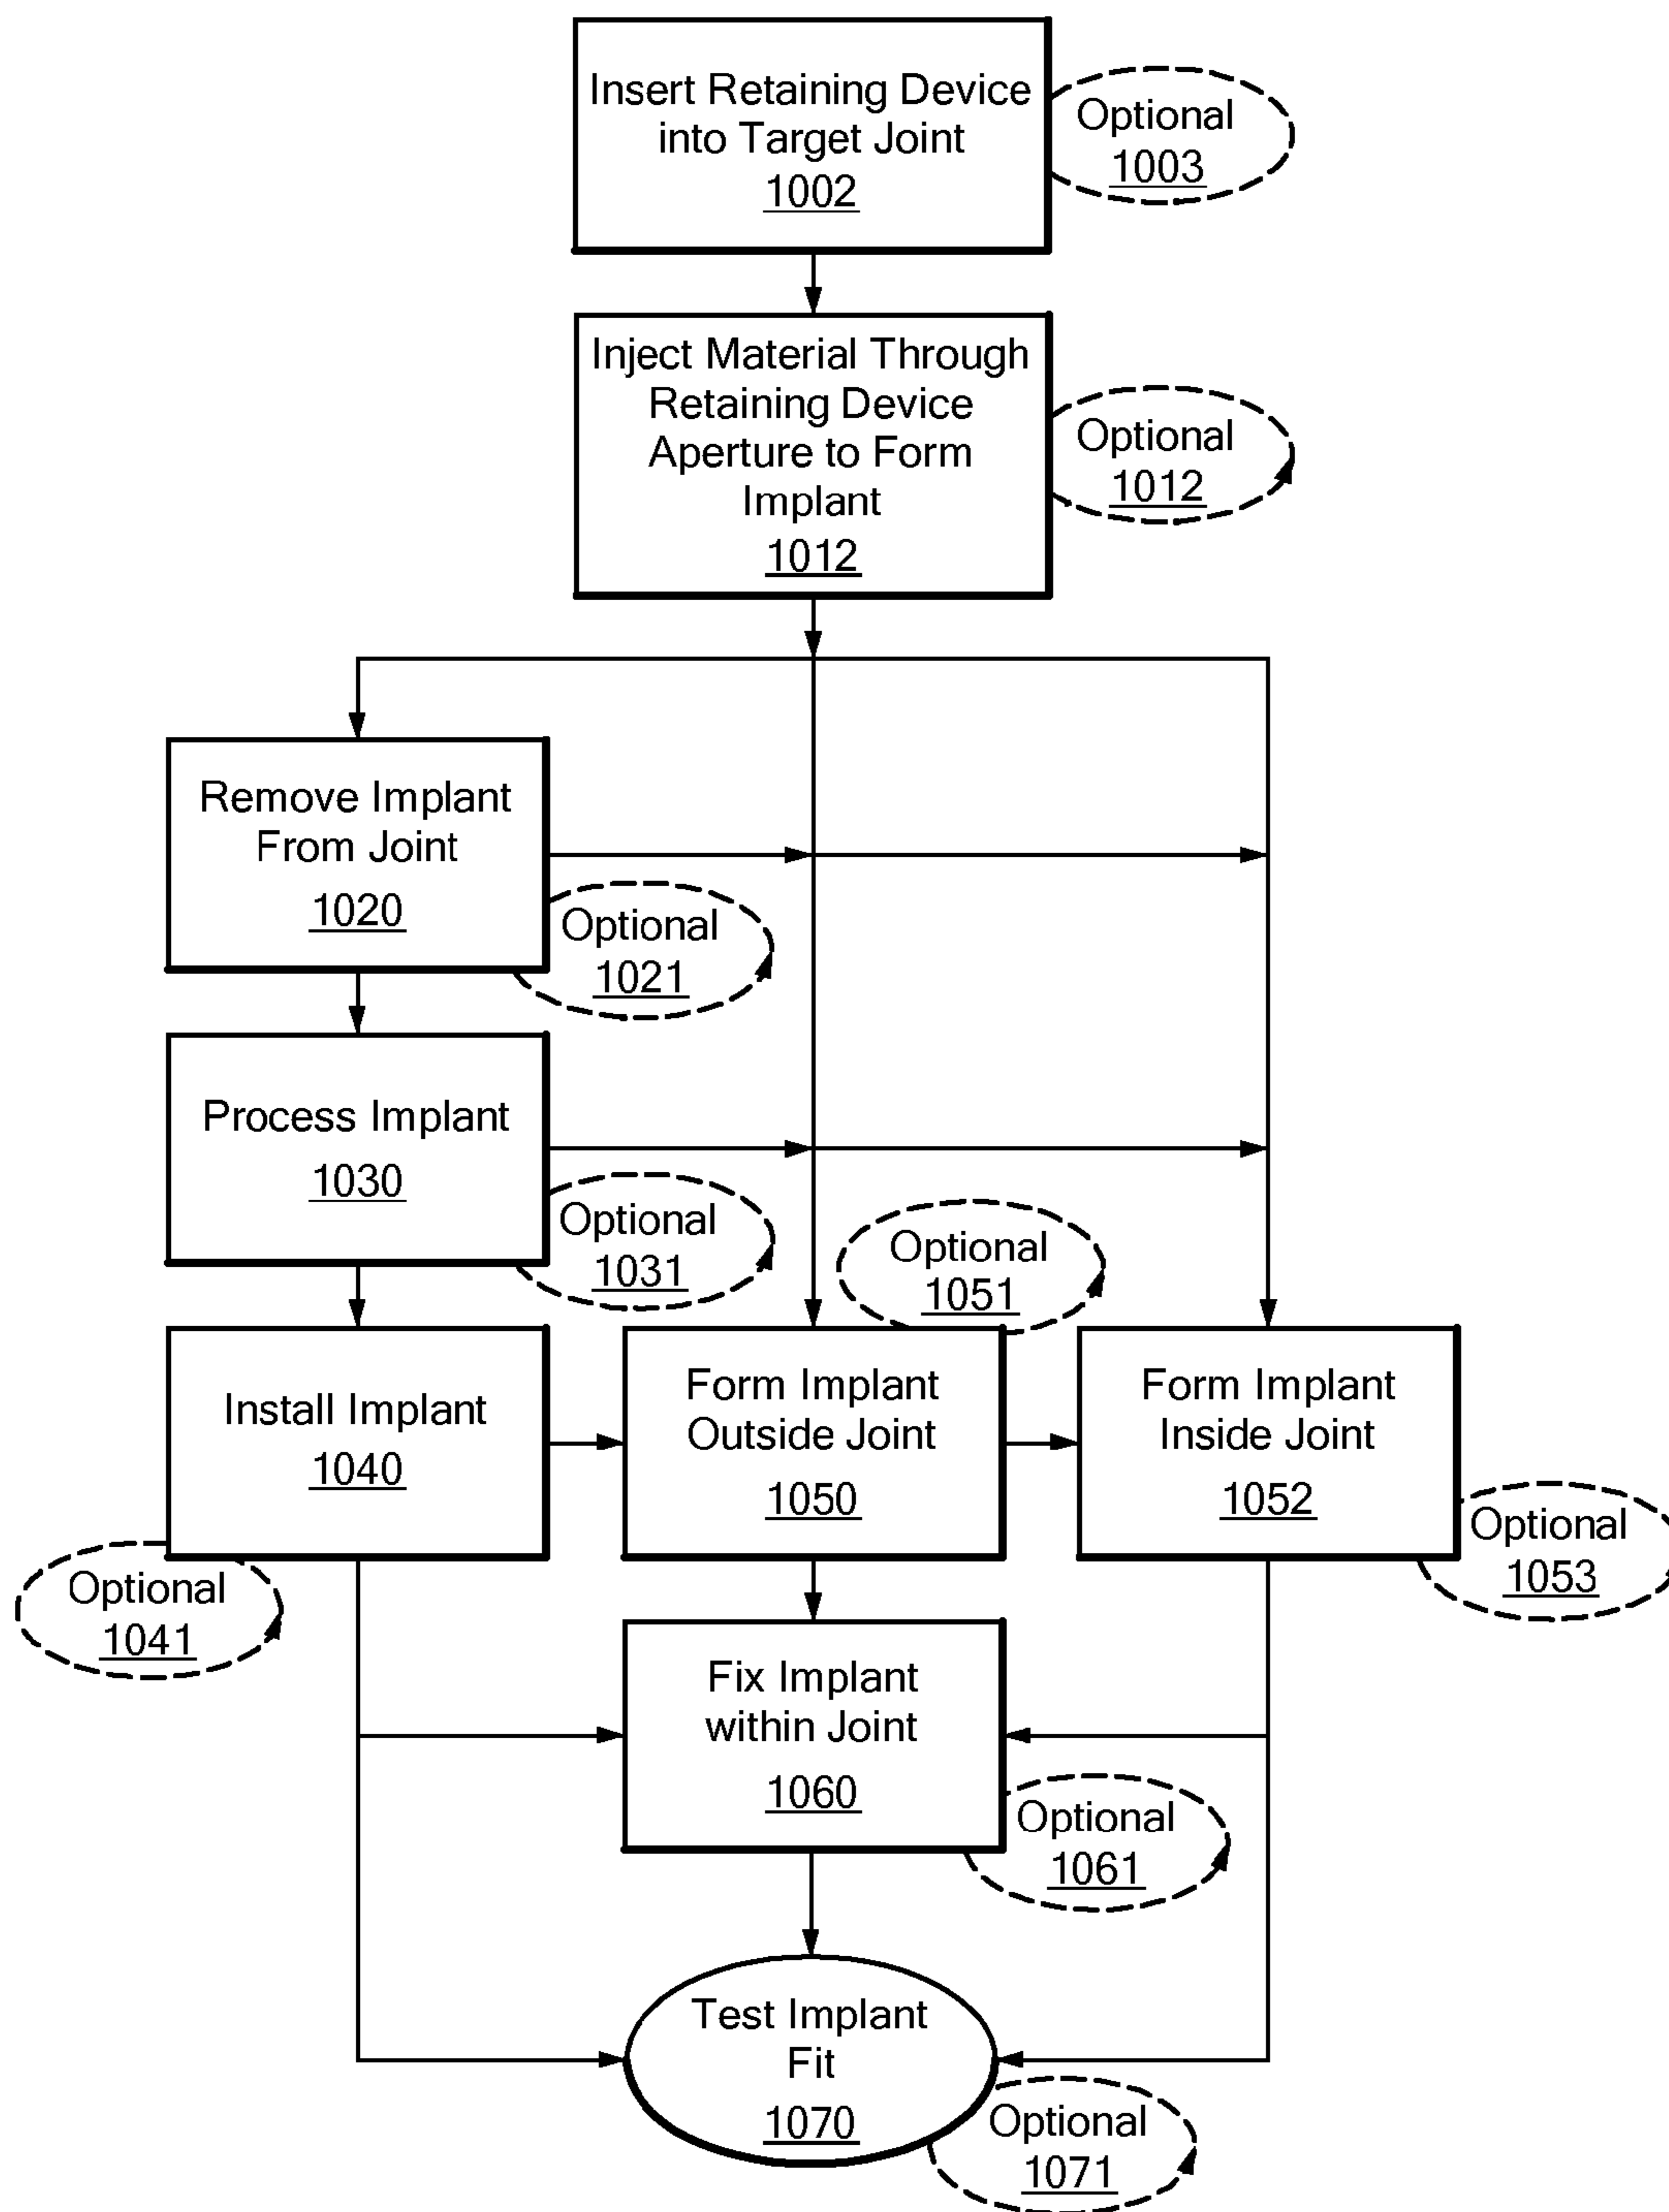 Insert Retaining Device
into Target Joint
1002
Optional
1003
Inject Material Through
Retaining Device
Aperture to Form
Implant
1012
Optional
1012
Remove Implant
From Joint
1020
Optional
1021
Process Implant
1030
Optional
1031
Optional
1051
Install Implant
1040
Optional
1041
Form Implant
Outside Joint
1050
Form Implant
Inside Joint
1052
Optional
1053
Fix Implant
within Joint
1060
Optional
1061
Test Implant
Fit
1070
Optional
1071